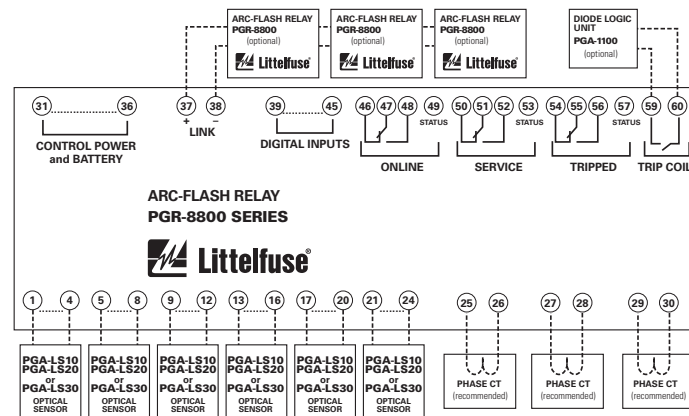 ARC-FLASH RELAY
PGR-8800
(optional)
Littelfuse
ARC-FLASH RELAY
PGR-8800
(optional)
Littelfuse
ARC-FLASH RELAY
PGR-8800
(optional)
Littelfuse
DIODE LOGIC
UNIT
PGA-1100
(optional)
31 36 37 38 39 45 46 47 48 49 50 51 52 53 54 55 56 57 59 60
+ LINK –
STATUS STATUS STATUS
CONTROL POWER
and BATTERY
DIGITAL INPUTS
ONLINE
SERVICE
TRIPPED
TRIP COIL
ARC-FLASH RELAY
PGR-8800 SERIES
Littelfuse®
1 4 5 8 9 12 13 16 17 20 21 24 25 26 27 28 29 30
PGA-LS10
PGA-LS20
or
PGA-LS30
OPTICAL
SENSOR
PGA-LS10
PGA-LS20
or
PGA-LS30
OPTICAL
SENSOR
PGA-LS10
PGA-LS20
or
PGA-LS30
OPTICAL
SENSOR
PGA-LS10
PGA-LS20
or
PGA-LS30
OPTICAL
SENSOR
PGA-LS10
PGA-LS20
or
PGA-LS30
OPTICAL
SENSOR
PGA-LS10
PGA-LS20
or
PGA-LS30
OPTICAL
SENSOR
PHASE CT
(recommended)
PHASE CT
(recommended)
PHASE CT
(recommended)